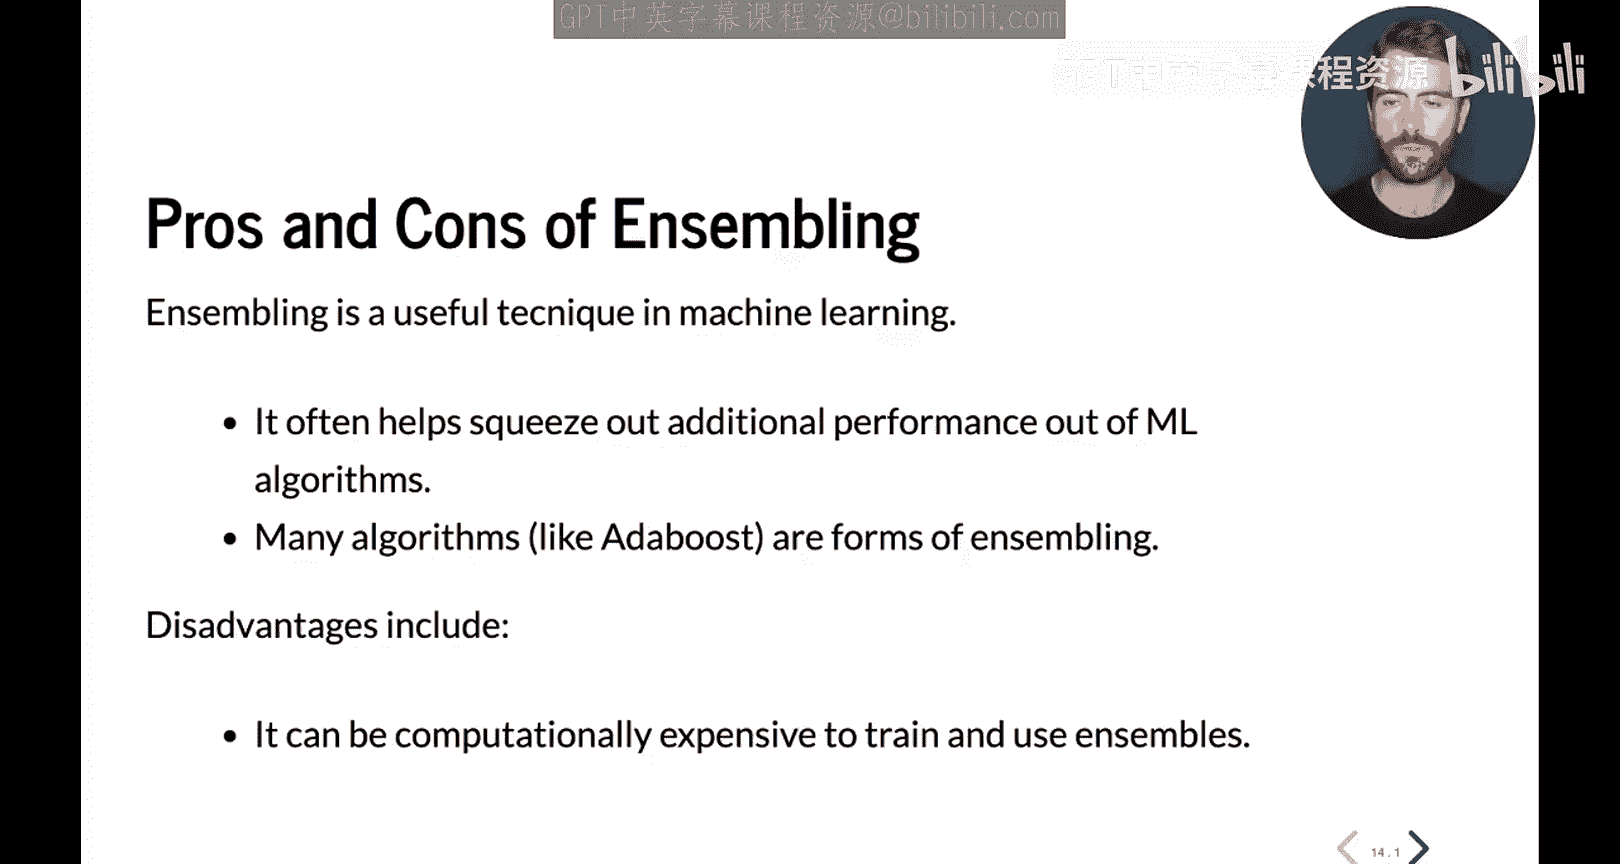 GPT中英字幕课程资源@bilibili.com
课程资源 bilibili
Pros and Cons of Ensembling
Ensembling is a useful tecnique in machine learning.
• It often helps squeeze out additional performance out of ML
algorithms.
• Many algorithms (like Adaboost) are forms of ensembling.
Disadvantages include:
• It can be computationally expensive to train and use ensembles.
14.1